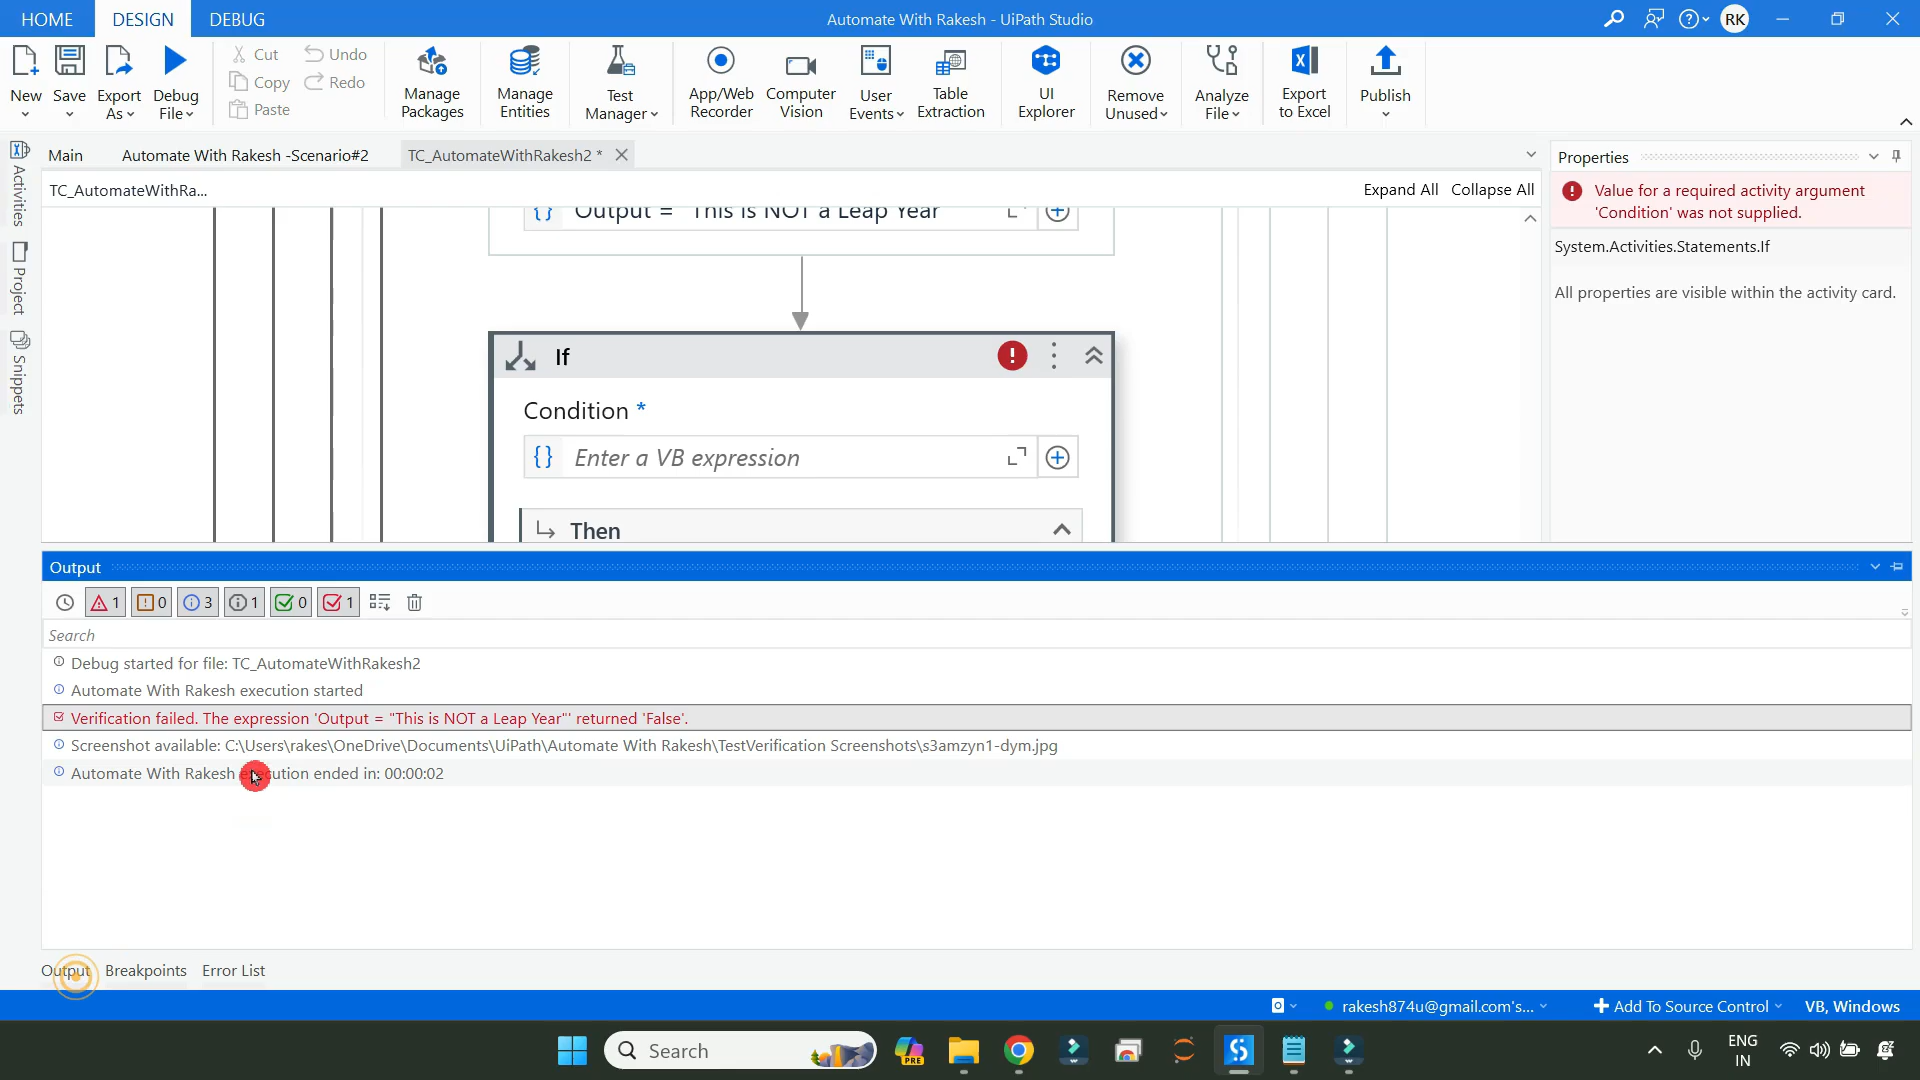 HOME DESIGN DEBUG Automate With Rakesh - UiPath Studio RK
New Save Export As Debug File Cut Copy Paste Undo Redo Manage Packages Manage Entities Test Manager App/Web Recorder Computer Vision User Events Table Extraction UI Explorer Remove Unused Analyze File Export to Excel Publish
Main Automate With Rakesh -Scenario#2 TC_AutomateWithRakesh2 * Properties
TC_AutomateWithRa... Expand All Collapse All
Activities
Project
Snippets
Value for a required activity argument
'Condition' was not supplied.
System.Activities.Statements.If
All properties are visible within the activity card.
Output = "This is NOT a Leap Year"
If
Condition *
{} Enter a VB expression
Then
Output
1 0 3 1 0 1
Search
Debug started for file: TC_AutomateWithRakesh2
Automate With Rakesh execution started
Verification failed. The expression 'Output = "This is NOT a Leap Year"' returned 'False'.
Screenshot available: C:\Users\rakes\OneDrive\Documents\UiPath\Automate With Rakesh\TestVerification Screenshots\s3amzyn1-dym.jpg
Automate With Rakesh execution ended in: 00:00:02
Output Breakpoints Error List
rakesh874u@gmail.com's... Add To Source Control VB, Windows
Search PRE ENG
IN